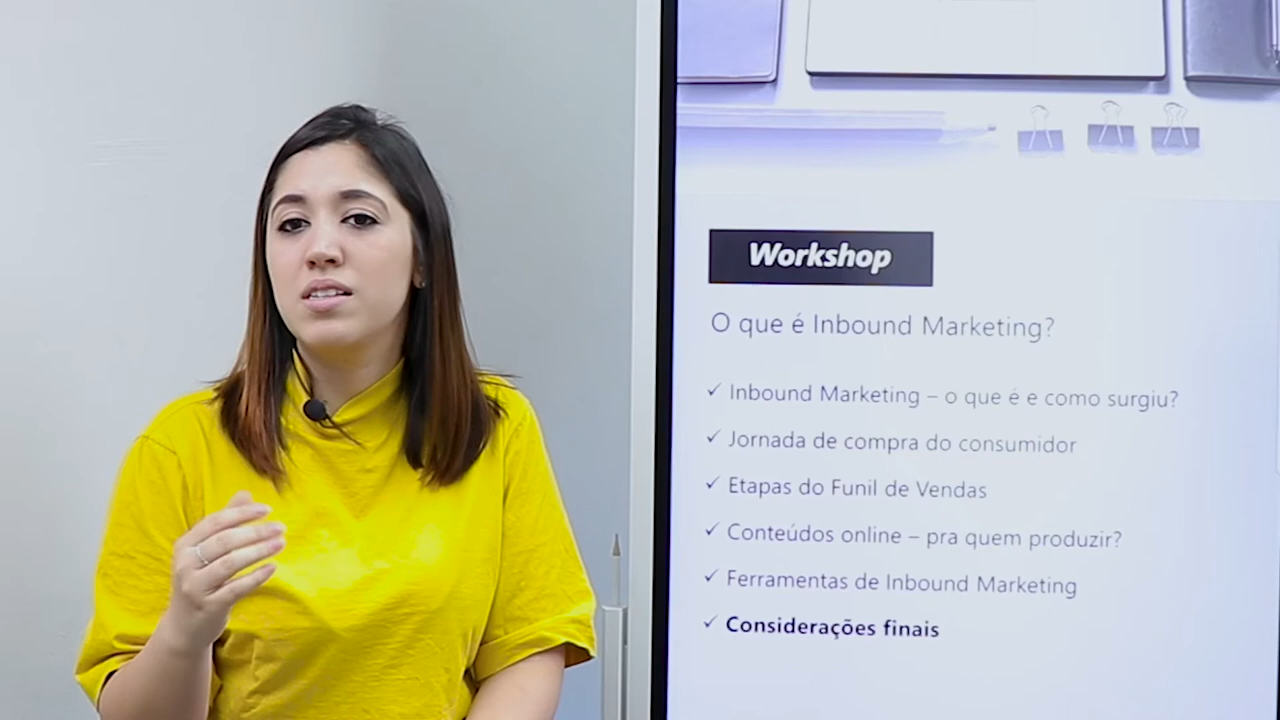 Workshop
O que é Inbound Marketing?
✓ Inbound Marketing – o que é e como surgiu?
✓ Jornada de compra do consumidor
✓ Etapas do Funil de Vendas
✓ Conteúdos online – pra quem produzir?
✓ Ferramentas de Inbound Marketing
✓ Considerações finais